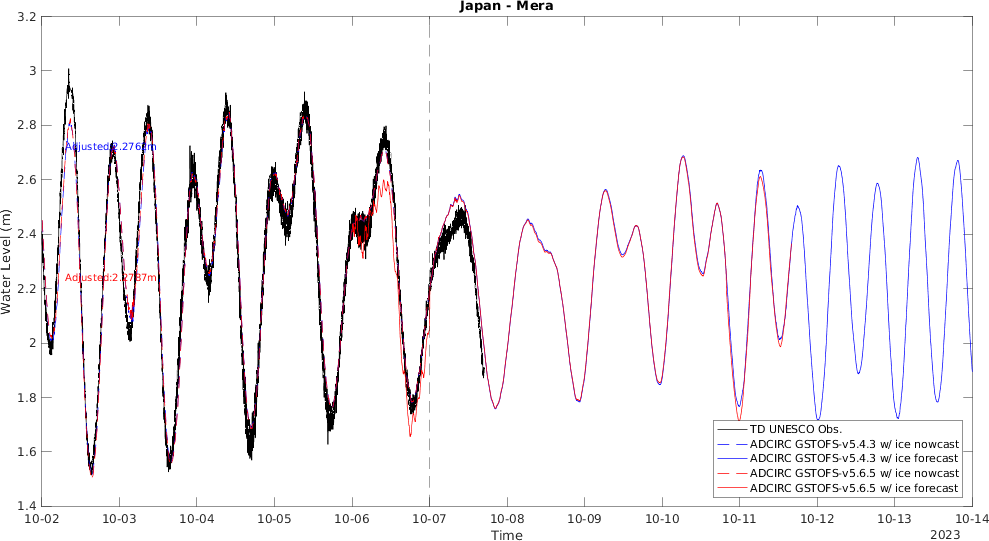 Japan - Mera
3.2
3
2.8
2.6
2.4
2.2
2
1.8
1.6
1.4
Water Level (m)
Adjusted:2.2787m
TD UNESCO Obs.
ADCIRC GSTOFS-v5.4.3 w/ ice nowcast
ADCIRC GSTOFS-v5.4.3 w/ ice forecast
ADCIRC GSTOFS-v5.6.5 w/ ice nowcast
ADCIRC GSTOFS-v5.6.5 w/ ice forecast
10-02 10-03 10-04 10-05 10-06 10-07 10-08 10-09 10-10 10-11 10-12 10-13 10-14
Time
2023